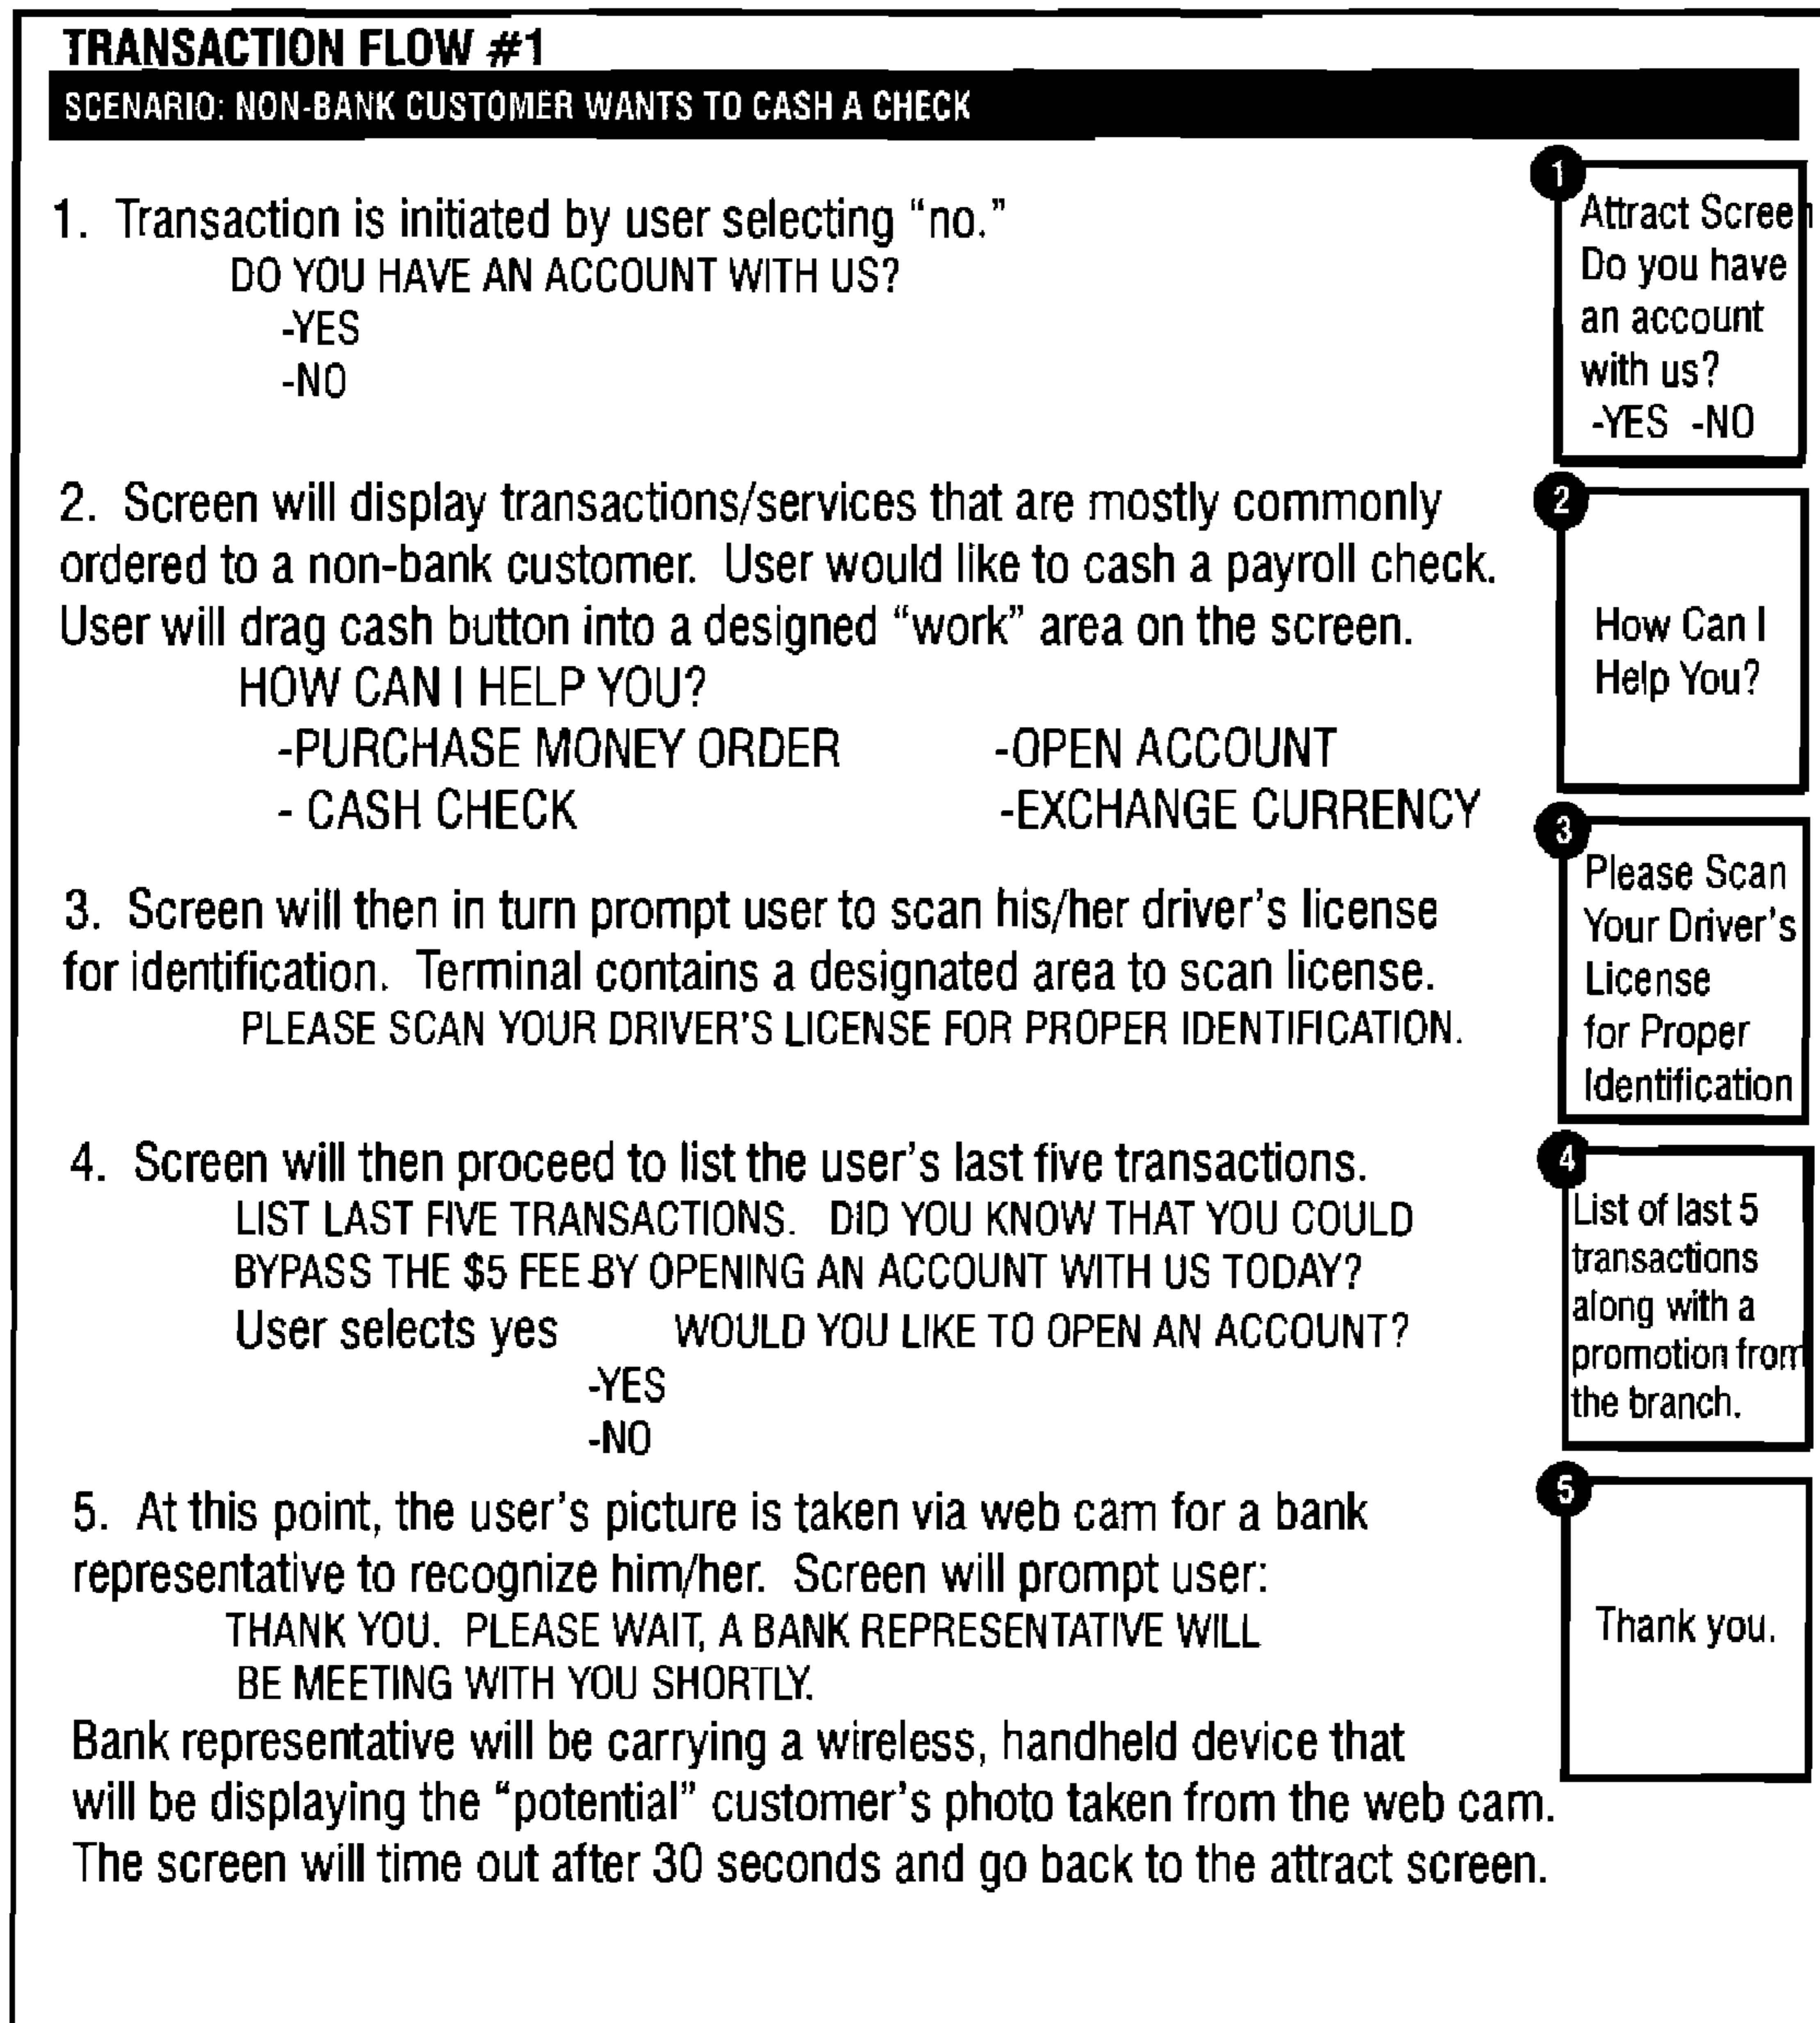 TRANSACTION FLOW #1
SCENARIO: NON-BANK CUSTOMER WANTS TO CASH A CHECK
1. Transaction is initiated by user selecting “no.”
DO YOU HAVE AN ACCOUNT WITH US?
-YES
-NO
2. Screen will display transactions/services that are mostly commonly
ordered to a non-bank customer. User would like to cash a payroll check.
User will drag cash button into a designed “work” area on the screen.
HOW CAN I HELP YOU?
-PURCHASE MONEY ORDER -OPEN ACCOUNT
- CASH CHECK -EXCHANGE CURRENCY
3. Screen will then in turn prompt user to scan his/her driver’s license
for identification. Terminal contains a designated area to scan license.
PLEASE SCAN YOUR DRIVER’S LICENSE FOR PROPER IDENTIFICATION.
4. Screen will then proceed to list the user’s last five transactions.
LIST LAST FIVE TRANSACTIONS. DID YOU KNOW THAT YOU COULD
BYPASS THE $5 FEE BY OPENING AN ACCOUNT WITH US TODAY?
User selects yes WOULD YOU LIKE TO OPEN AN ACCOUNT?
-YES
-NO
5. At this point, the user’s picture is taken via web cam for a bank
representative to recognize him/her. Screen will prompt user:
THANK YOU. PLEASE WAIT, A BANK REPRESENTATIVE WILL
BE MEETING WITH YOU SHORTLY.
Bank representative will be carrying a wireless, handheld device that
will be displaying the “potential” customer’s photo taken from the web cam.
The screen will time out after 30 seconds and go back to the attract screen.
1
Attract Screen
Do you have
an account
with us?
-YES -NO
2
How Can I
Help You?
3
Please Scan
Your Driver’s
License
for Proper
Identification
4
List of last 5
transactions
along with a
promotion from
the branch.
5
Thank you.